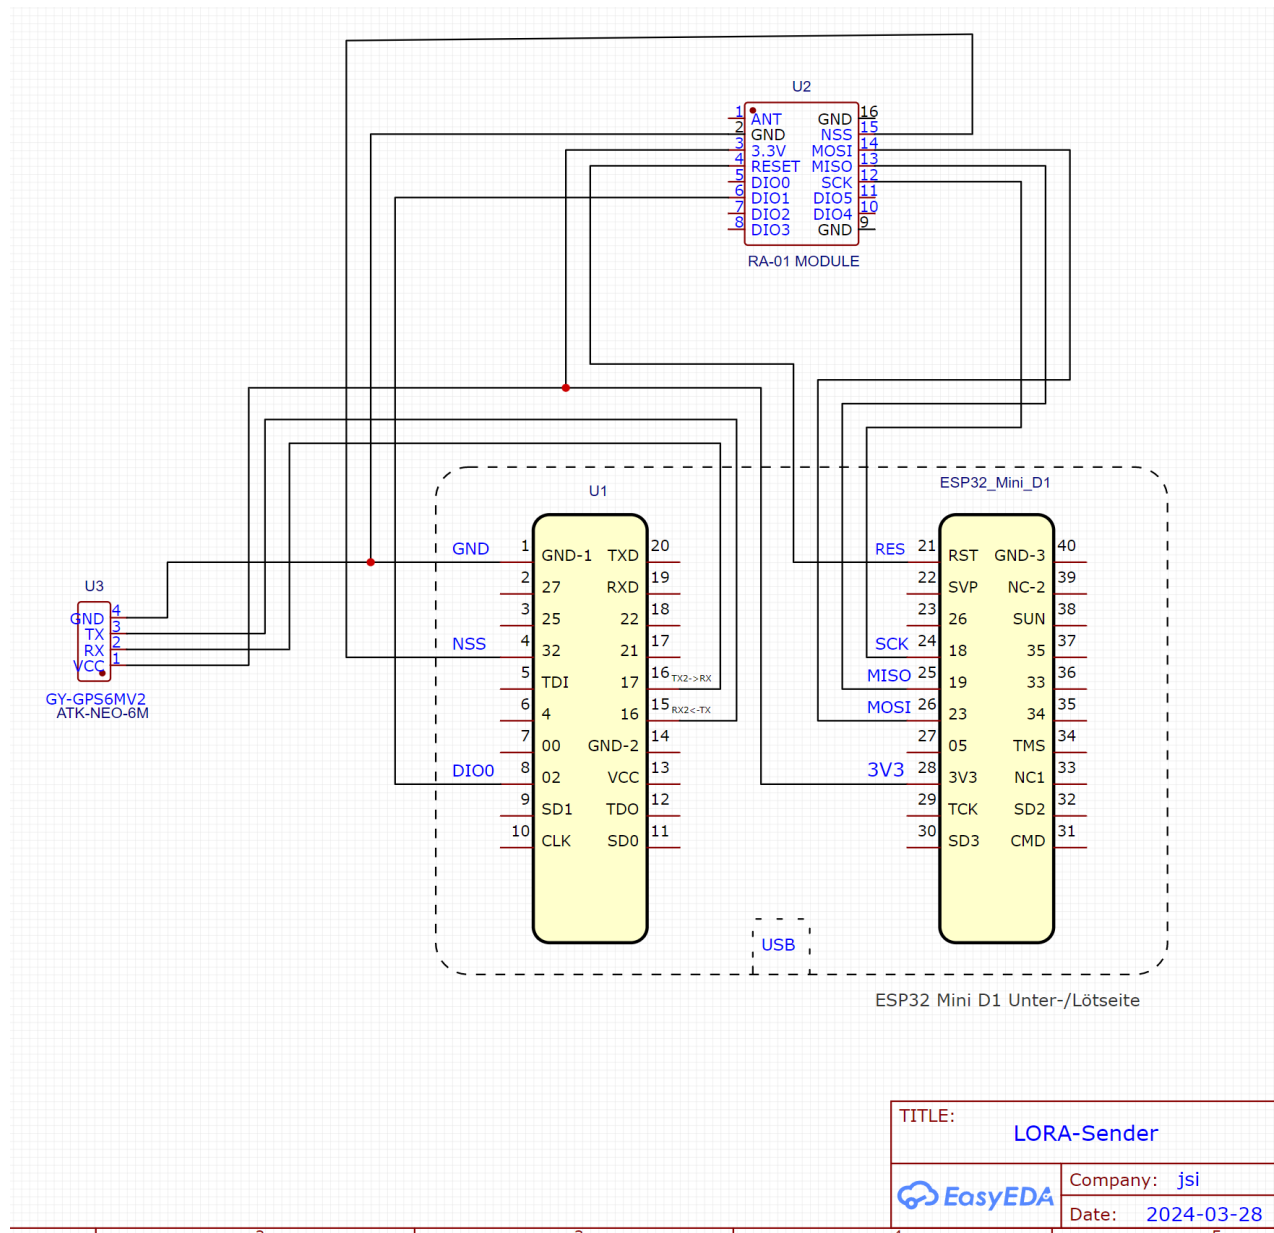 U2
1 ANT GND 16
2 GND NSS 15
3 3.3V MOSI 14
4 RESET MISO 13
5 DIO0 SCK 12
6 DIO1 DIO5 11
7 DIO2 DIO4 10
8 DIO3 GND 9
RA-01 MODULE
U1
ESP32_Mini_D1
GND 1 GND-1 TXD 20
2 27 RXD 19
3 25 22 18
NSS 4 32 21 17
5 TDI 17 16 TX2->RX
6 4 16 15 RX2<-TX
7 00 GND-2 14
DIO0 8 02 VCC 13
9 SD1 TDO 12
10 CLK SD0 11
RES 21 RST GND-3 40
22 SVP NC-2 39
23 26 SUN 38
SCK 24 18 35 37
MISO 25 19 33 36
MOSI 26 23 34 35
27 05 TMS 34
3V3 28 3V3 NC1 33
29 TCK SD2 32
30 SD3 CMD 31
U3
GND 4
TX 3
RX 2
VCC 1
GY-GPS6MV2
ATK-NEO-6M
USB
ESP32 Mini D1 Unter-/Lötseite
TITLE:
LORA-Sender
EasyEDA
Company: jsi
Date: 2024-03-28